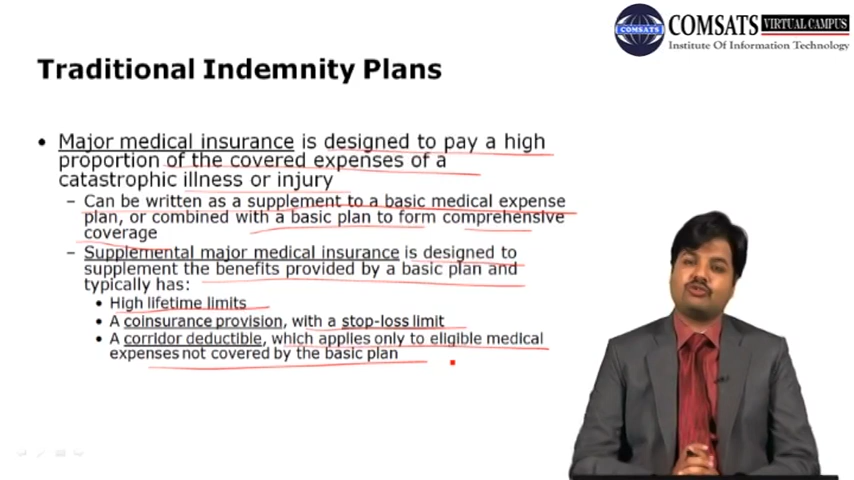 COMSATS
COMSATS VIRTUAL CAMPUS
Institute Of Information Technology
Traditional Indemnity Plans
• Major medical insurance is designed to pay a high
proportion of the covered expenses of a
catastrophic illness or injury
– Can be written as a supplement to a basic medical expense
plan, or combined with a basic plan to form comprehensive
coverage
– Supplemental major medical insurance is designed to
supplement the benefits provided by a basic plan and
typically has:
• High lifetime limits
• A coinsurance provision, with a stop-loss limit
• A corridor deductible, which applies only to eligible medical
expenses not covered by the basic plan